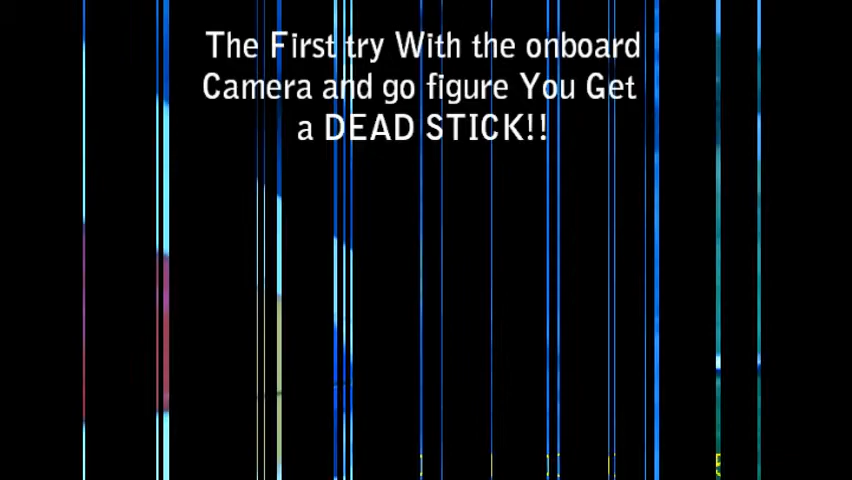 The First try With the onboard
Camera and go figure You Get
a DEAD STICK!!